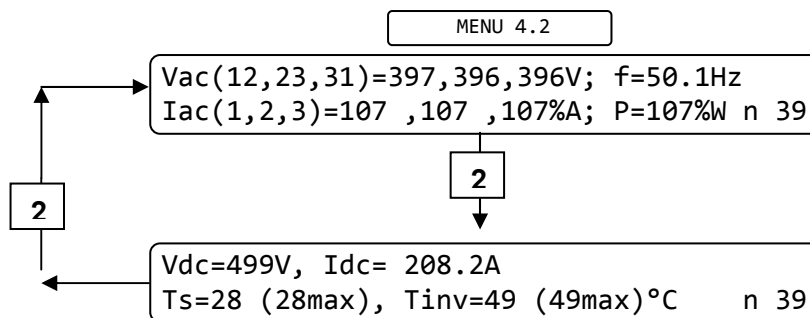 MENU 4.2
Vac(12,23,31)=397,396,396V; f=50.1Hz
Iac(1,2,3)=107 ,107 ,107%A; P=107%W n 39
2
2
Vdc=499V, Idc= 208.2A
Ts=28 (28max), Tinv=49 (49max)°C n 39